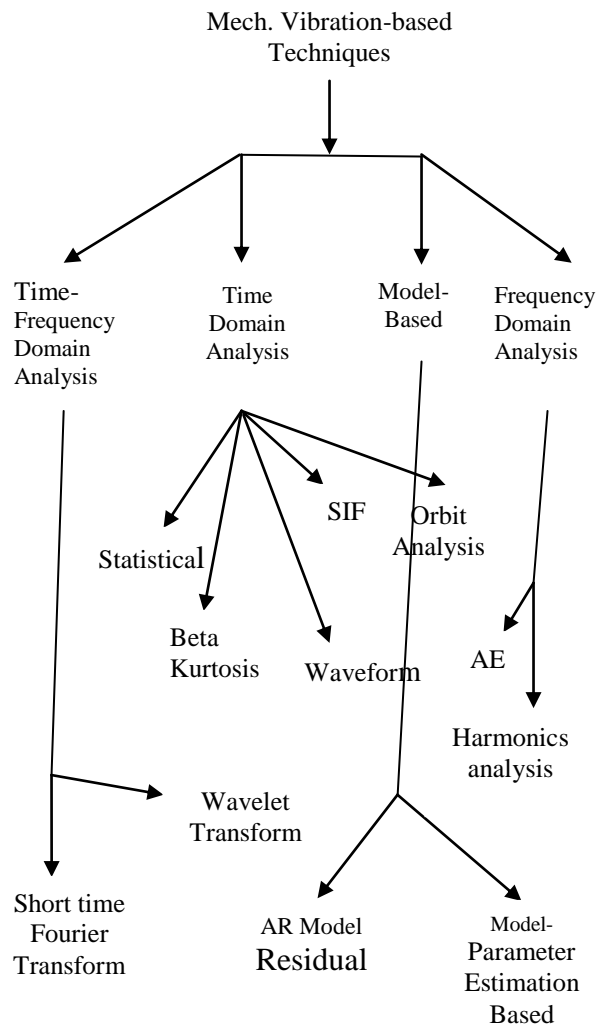 Mech. Vibration-based
Techniques
Time-
Frequency
Domain
Analysis
Time
Domain
Analysis
Model-
Based
Frequency
Domain
Analysis
Statistical
Beta
Kurtosis
Waveform
SIF
Orbit
Analysis
AE
Harmonics
analysis
Wavelet
Transform
Short time
Fourier
Transform
AR Model
Residual
Model-
Parameter
Estimation
Based